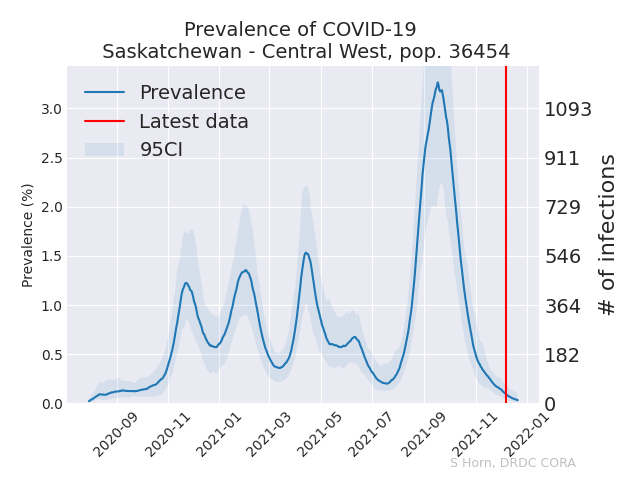 Prevalence of COVID-19
Saskatchewan - Central West, pop. 36454
Prevalence
Latest data
95CI
Prevalence (%)
3.0
2.5
2.0
1.5
1.0
0.5
0.0
1093
911
729
546
364
182
0
# of infections
2020-09
2020-11
2021-01
2021-03
2021-05
2021-07
2021-09
2021-11
2022-01
S Horn, DRDC CORA